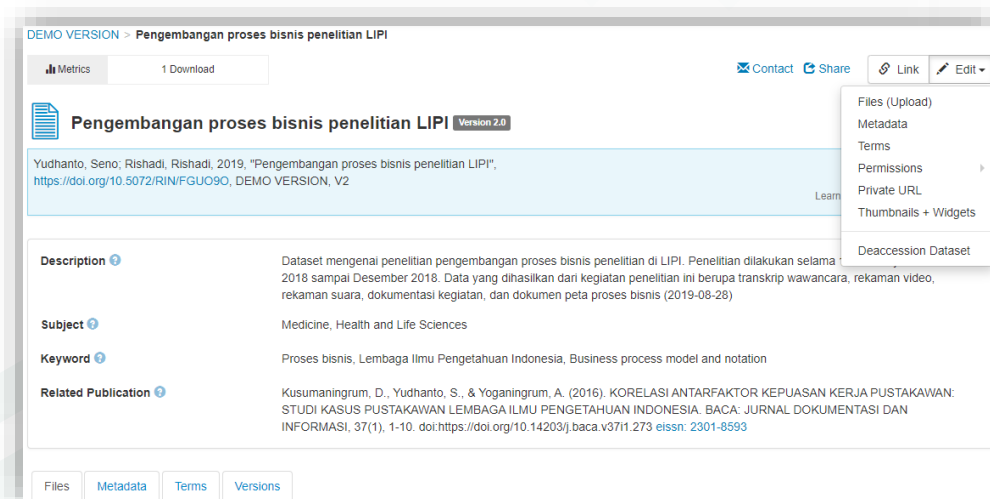 DEMO VERSION > Pengembangan proses bisnis penelitian LIPI
Metrics 1 Download Contact Share Link Edit
Files (Upload)
Metadata
Terms
Permissions
Private URL
Thumbnails + Widgets
Deaccession Dataset
Pengembangan proses bisnis penelitian LIPI Version 2.0
Yudhanto, Seno; Rishadi, Rishadi, 2019, "Pengembangan proses bisnis penelitian LIPI",
https://doi.org/10.5072/RIN/FGUO9O, DEMO VERSION, V2
Learn
Description Dataset mengenai penelitian pengembangan proses bisnis penelitian di LIPI. Penelitian dilakukan selama
2018 sampai Desember 2018. Data yang dihasilkan dari kegiatan penelitian ini berupa transkrip wawancara, rekaman video,
rekaman suara, dokumentasi kegiatan, dan dokumen peta proses bisnis (2019-08-28)
Subject Medicine, Health and Life Sciences
Keyword Proses bisnis, Lembaga Ilmu Pengetahuan Indonesia, Business process model and notation
Related Publication Kusumaningrum, D., Yudhanto, S., & Yoganingrum, A. (2016). KORELASI ANTARFAKTOR KEPUASAN KERJA PUSTAKAWAN:
STUDI KASUS PUSTAKAWAN LEMBAGA ILMU PENGETAHUAN INDONESIA. BACA: JURNAL DOKUMENTASI DAN
INFORMASI, 37(1), 1-10. doi:https://doi.org/10.14203/j.baca.v37i1.273 eissn: 2301-8593
Files Metadata Terms Versions